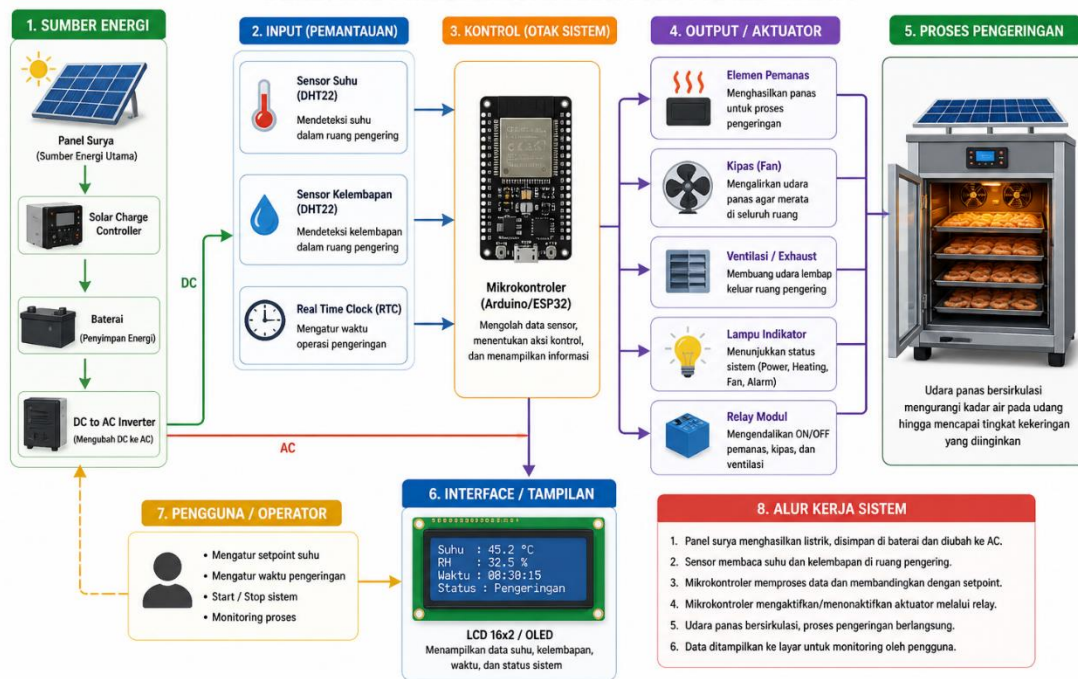 1. SUMBER ENERGI
Panel Surya
(Sumber Energi Utama)
Solar Charge
Controller
Baterai
(Penyimpan Energi)
DC to AC Inverter
(Mengubah DC ke AC)
DC
AC
2. INPUT (PEMANTAUAN)
Sensor Suhu
(DHT22)
Mendeteksi suhu
dalam ruang pengering
Sensor Kelembapan
(DHT22)
Mendeteksi kelembapan
dalam ruang pengering
Real Time Clock (RTC)
Mengatur waktu
operasi pengeringan
3. KONTROL (OTAK SISTEM)
Mikrokontroler
(Arduino/ESP32)
Mengolah data sensor,
menentukan aksi kontrol,
dan menampilkan informasi
4. OUTPUT / AKTUATOR
Elemen Pemanas
Menghasilkan panas
untuk proses
pengeringan
Kipas (Fan)
Mengalirkan udara
panas agar merata
di seluruh ruang
Ventilasi / Exhaust
Membuang udara lembap
keluar ruang pengering
Lampu Indikator
Menunjukkan status
sistem (Power, Heating,
Fan, Alarm)
Relay Modul
Mengendalikan ON/OFF
pemanas, kipas, dan
ventilasi
5. PROSES PENGERINGAN
Udara panas bersirkulasi
mengurangi kadar air pada udang
hingga mencapai tingkat kekeringan
yang diinginkan
7. PENGGUNA / OPERATOR
• Mengatur setpoint suhu
• Mengatur waktu pengeringan
• Start / Stop sistem
• Monitoring proses
6. INTERFACE / TAMPILAN
Suhu : 45.2 °C
RH : 32.5 %
Waktu : 08:30:15
Status : Pengeringan
LCD 16x2 / OLED
Menampilkan data suhu, kelembapan,
waktu, dan status sistem
8. ALUR KERJA SISTEM
1. Panel surya menghasilkan listrik, disimpan di baterai dan diubah ke AC.
2. Sensor membaca suhu dan kelembapan di ruang pengering.
3. Mikrokontroler memproses data dan membandingkan dengan setpoint.
4. Mikrokontroler mengaktifkan/menonaktifkan aktuator melalui relay.
5. Udara panas bersirkulasi, proses pengeringan berlangsung.
6. Data ditampilkan ke layar untuk monitoring oleh pengguna.